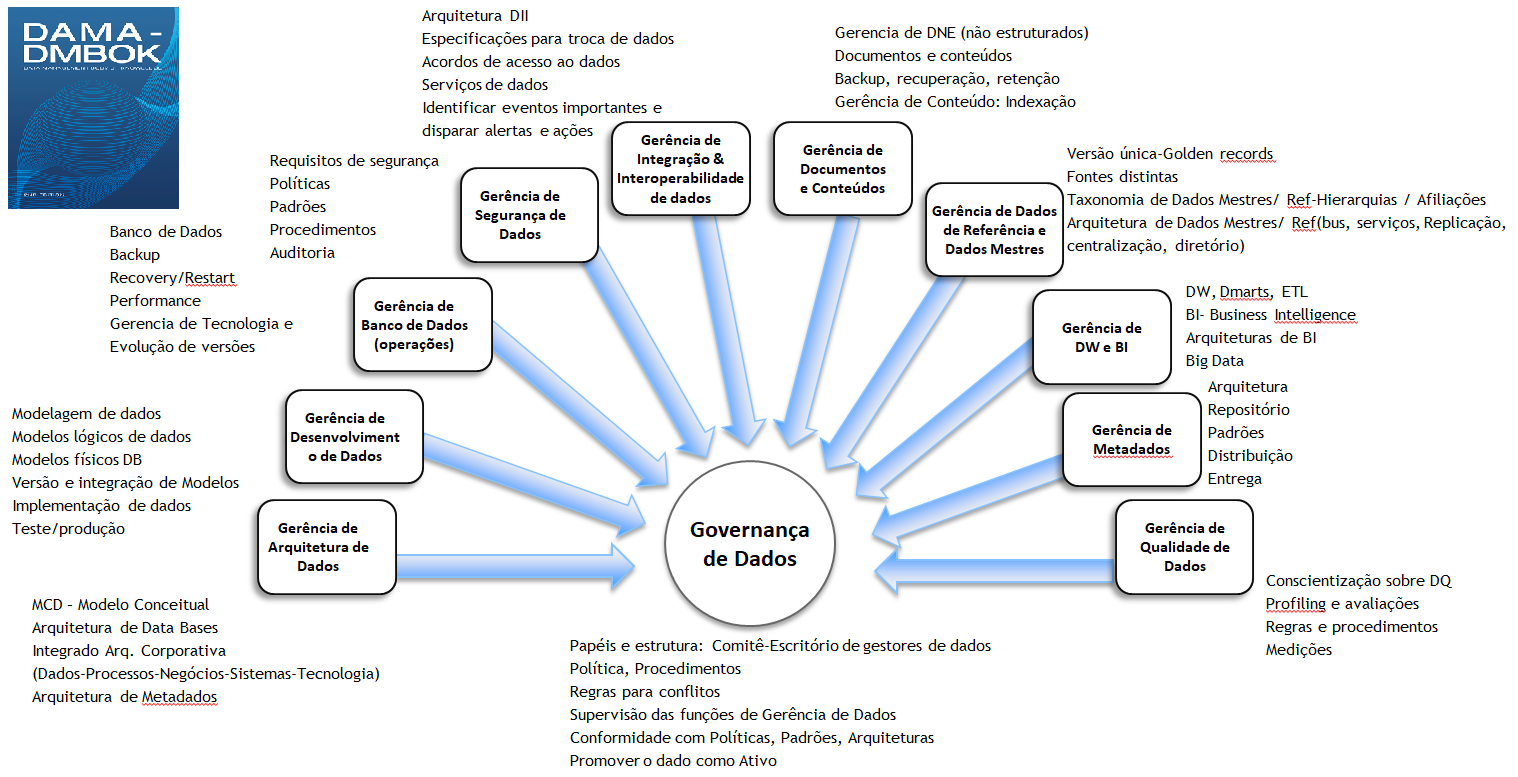 DAMA -
DMBOK
DATA MANAGEMENT BODY OF KNOWLEDGE
2ND EDITION
Arquitetura DII
Especificações para troca de dados
Acordos de acesso ao dados
Serviços de dados
Identificar eventos importantes e
disparar alertas e ações
Gerencia de DNE (não estruturados)
Documentos e conteúdos
Backup, recuperação, retenção
Gerência de Conteúdo: Indexação
Requisitos de segurança
Políticas
Padrões
Procedimentos
Auditoria
Gerência de
Segurança de
Dados
Gerência de
Integração &
Interoperabilidade
de dados
Gerência de
Documentos
e Conteúdos
Gerência de Dados
de Referência e
Dados Mestres
Versão única-Golden records
Fontes distintas
Taxonomia de Dados Mestres/ Ref-Hierarquias / Afiliações
Arquitetura de Dados Mestres/ Ref(bus, serviços, Replicação,
centralização, diretório)
Banco de Dados
Backup
Recovery/Restart
Performance
Gerencia de Tecnologia e
Evolução de versões
Gerência de
Banco de Dados
(operações)
Gerência de
DW e BI
DW, Dmarts, ETL
BI- Business Intelligence
Arquiteturas de BI
Big Data
Modelagem de dados
Modelos lógicos de dados
Modelos físicos DB
Versão e integração de Modelos
Implementação de dados
Teste/produção
Gerência de
Desenvolviment
o de Dados
Gerência de
Metadados
Arquitetura
Repositório
Padrões
Distribuição
Entrega
Gerência de
Arquitetura de
Dados
Governança
de Dados
Gerência de
Qualidade de
Dados
MCD - Modelo Conceitual
Arquitetura de Data Bases
Integrado Arq. Corporativa
(Dados-Processos-Negócios-Sistemas-Tecnologia)
Arquitetura de Metadados
Papéis e estrutura: Comitê-Escritório de gestores de dados
Política, Procedimentos
Regras para conflitos
Supervisão das funções de Gerência de Dados
Conformidade com Políticas, Padrões, Arquiteturas
Promover o dado como Ativo
Conscientização sobre DQ
Profiling e avaliações
Regras e procedimentos
Medições